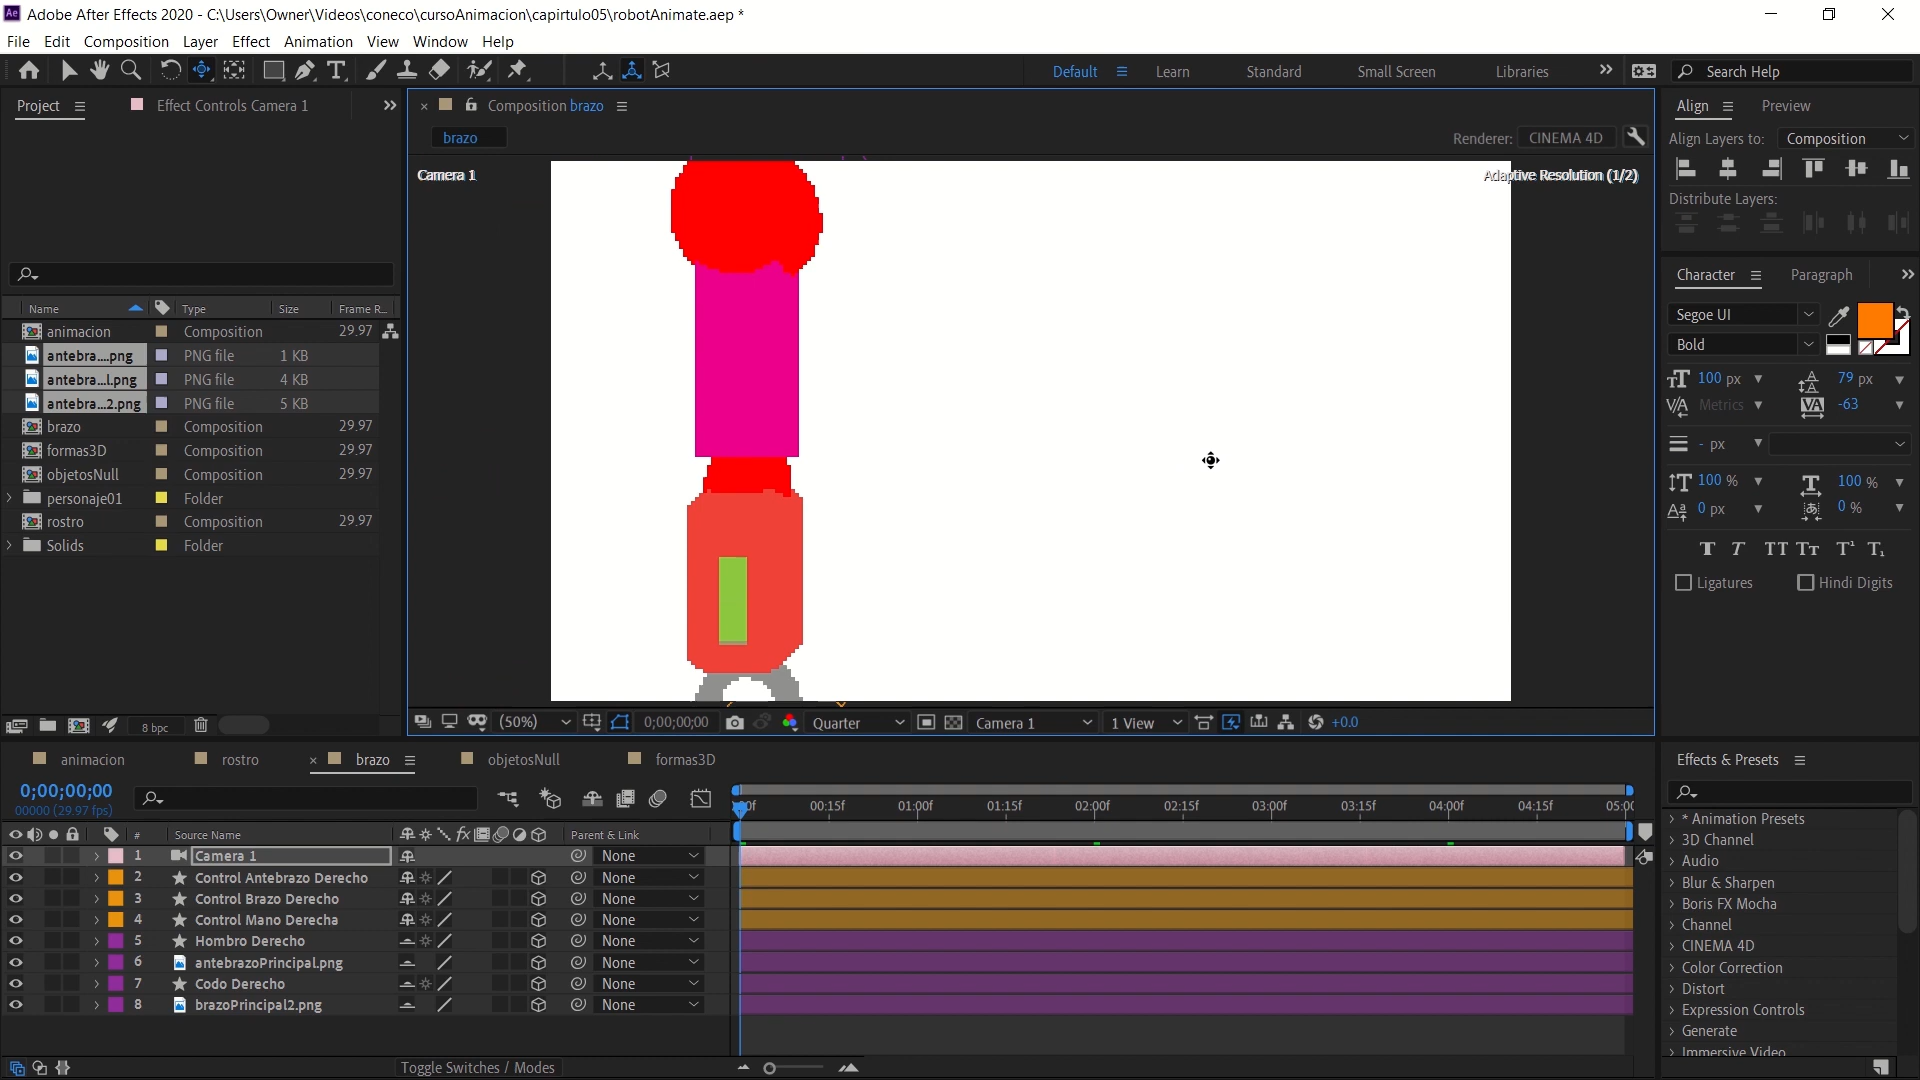 Adobe After Effects 2020 - C:\Users\Owner\Videos\coneco\cursoAnimacion\capirtulo05\robotAnimate.aep *
File Edit Composition Layer Effect Animation View Window Help
Default Learn Standard Small Screen Libraries Search Help
Project Effect Controls Camera 1
Composition brazo
Align Preview
brazo
Renderer: CINEMA 4D
Align Layers to: Composition
Camera 1
Adaptive Resolution (1/2)
Distribute Layers:
Character Paragraph
Name Type Size Frame R...
animacion Composition 29.97
antebra....png PNG file 1 KB
antebra...l.png PNG file 4 KB
antebra...2.png PNG file 5 KB
brazo Composition 29.97
formas3D Composition 29.97
objetosNull Composition 29.97
personaje01 Folder
rostro Composition 29.97
Solids Folder
Segoe UI
Bold
100 px 79 px
Metrics -63
- px
100 % 100 %
0 px 0 %
Ligatures Hindi Digits
8 bpc
(50%) 0;00;00;00 Quarter Camera 1 1 View +0.0
animacion rostro brazo objetosNull formas3D
Effects & Presets
0;00;00;00
00000 (29.97 fps)
00f 00:15f 01:00f 01:15f 02:00f 02:15f 03:00f 03:15f 04:00f 04:15f 05:00
# Source Name Parent & Link
1 Camera 1 None
2 Control Antebrazo Derecho None
3 Control Brazo Derecho None
4 Control Mano Derecha None
5 Hombro Derecho None
6 antebrazoPrincipal.png None
7 Codo Derecho None
8 brazoPrincipal2.png None
* Animation Presets
3D Channel
Audio
Blur & Sharpen
Boris FX Mocha
Channel
CINEMA 4D
Color Correction
Distort
Expression Controls
Generate
Immersive Video
Toggle Switches / Modes